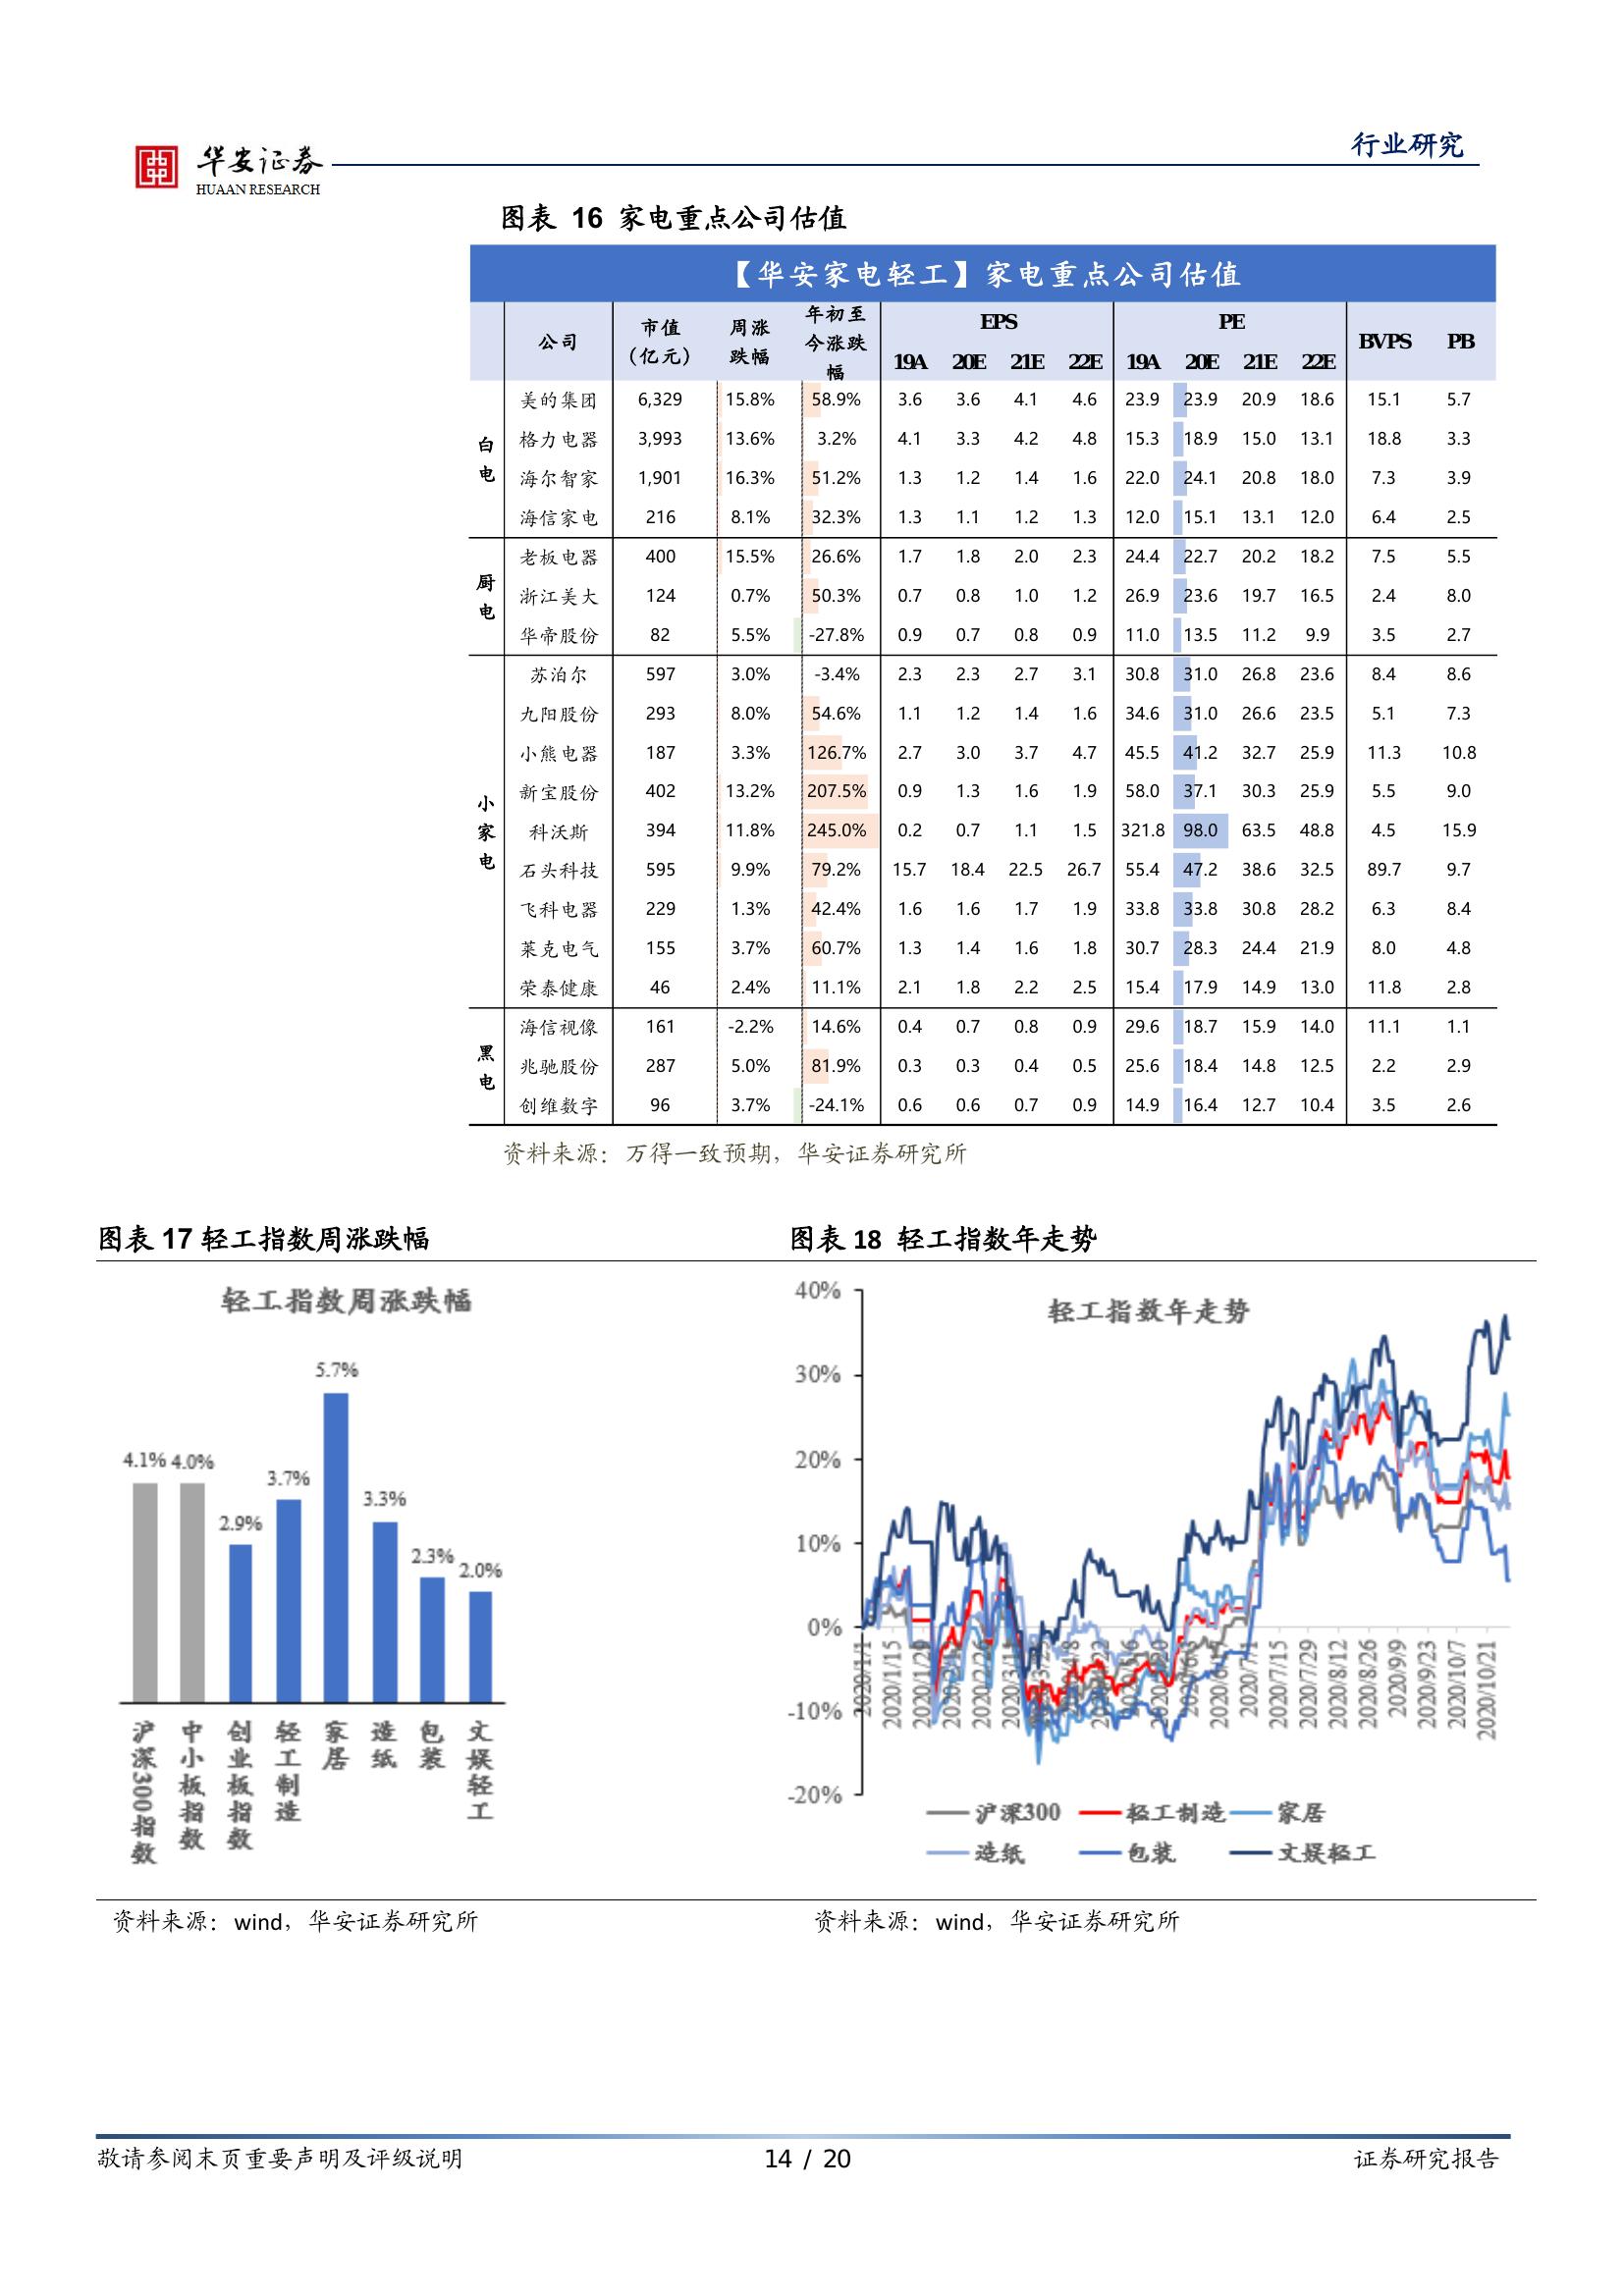 华安证券
HUAAN RESEARCH
行业研究
图表 16 家电重点公司估值
【华安家电轻工】家电重点公司估值
公司 市值（亿元） 周涨跌幅 年初至今涨跌幅 EPS PE BVPS PB
19A 20E 21E 22E 19A 20E 21E 22E
白电
美的集团 6,329 15.8% 58.9% 3.6 3.6 4.1 4.6 23.9 23.9 20.9 18.6 15.1 5.7
格力电器 3,993 13.6% 3.2% 4.1 3.3 4.2 4.8 15.3 18.9 15.0 13.1 18.8 3.3
海尔智家 1,901 16.3% 51.2% 1.3 1.2 1.4 1.6 22.0 24.1 20.8 18.0 7.3 3.9
海信家电 216 8.1% 32.3% 1.3 1.1 1.2 1.3 12.0 15.1 13.1 12.0 6.4 2.5
厨电
老板电器 400 15.5% 26.6% 1.7 1.8 2.0 2.3 24.4 22.7 20.2 18.2 7.5 5.5
浙江美大 124 0.7% 50.3% 0.7 0.8 1.0 1.2 26.9 23.6 19.7 16.5 2.4 8.0
华帝股份 82 5.5% -27.8% 0.9 0.7 0.8 0.9 11.0 13.5 11.2 9.9 3.5 2.7
小家电
苏泊尔 597 3.0% -3.4% 2.3 2.3 2.7 3.1 30.8 31.0 26.8 23.6 8.4 8.6
九阳股份 293 8.0% 54.6% 1.1 1.2 1.4 1.6 34.6 31.0 26.6 23.5 5.1 7.3
小熊电器 187 3.3% 126.7% 2.7 3.0 3.7 4.7 45.5 41.2 32.7 25.9 11.3 10.8
新宝股份 402 13.2% 207.5% 0.9 1.3 1.6 1.9 58.0 37.1 30.3 25.9 5.5 9.0
科沃斯 394 11.8% 245.0% 0.2 0.7 1.1 1.5 321.8 98.0 63.5 48.8 4.5 15.9
石头科技 595 9.9% 79.2% 15.7 18.4 22.5 26.7 55.4 47.2 38.6 32.5 89.7 9.7
飞科电器 229 1.3% 42.4% 1.6 1.6 1.7 1.9 33.8 33.8 30.8 28.2 6.3 8.4
莱克电气 155 3.7% 60.7% 1.3 1.4 1.6 1.8 30.7 28.3 24.4 21.9 8.0 4.8
荣泰健康 46 2.4% 11.1% 2.1 1.8 2.2 2.5 15.4 17.9 14.9 13.0 11.8 2.8
黑电
海信视像 161 -2.2% 14.6% 0.4 0.7 0.8 0.9 29.6 18.7 15.9 14.0 11.1 1.1
兆驰股份 287 5.0% 81.9% 0.3 0.3 0.4 0.5 25.6 18.4 14.8 12.5 2.2 2.9
创维数字 96 3.7% -24.1% 0.6 0.6 0.7 0.9 14.9 16.4 12.7 10.4 3.5 2.6
资料来源：万得一致预期，华安证券研究所
图表 17 轻工指数周涨跌幅
轻工指数周涨跌幅
4.1% 4.0% 2.9% 3.7% 5.7% 3.3% 2.3% 2.0%
沪深300指数 中小板指数 创业板指数 轻工制造 家居 造纸 包装 文娱轻工
资料来源：wind，华安证券研究所
图表 18 轻工指数年走势
轻工指数年走势
40%
30%
20%
10%
0%
-10%
-20%
2020/1/1 2020/1/15 2020/1/29 2020/2/26 2020/7/1 2020/7/15 2020/7/29 2020/8/12 2020/8/26 2020/9/9 2020/9/23 2020/10/7 2020/10/21
沪深300 轻工制造 家居
造纸 包装 文娱轻工
资料来源：wind，华安证券研究所
敬请参阅末页重要声明及评级说明
14 / 20
证券研究报告